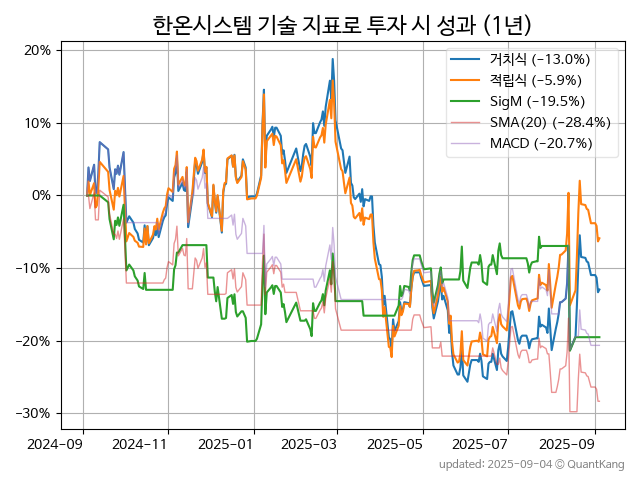 한온시스템 기술 지표로 투자 시 성과 (1년)
거치식 (−13.0%)
적립식 (−5.9%)
SigM (−19.5%)
SMA(20) (−28.4%)
MACD (−20.7%)
20%
10%
0%
−10%
−20%
−30%
2024-09 2024-11 2025-01 2025-03 2025-05 2025-07 2025-09
updated: 2025-09-04 © QuantKang